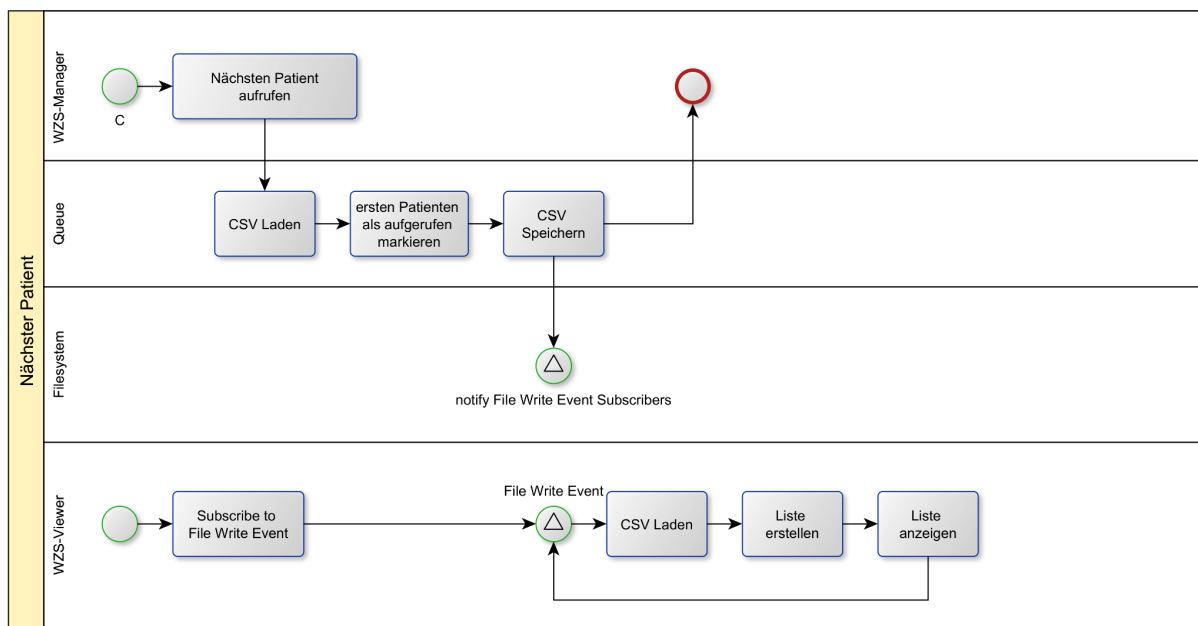 Nächster Patient
WZS-Manager
C
Nächsten Patient
aufrufen
Queue
CSV Laden
ersten Patienten
als aufgerufen
markieren
CSV
Speichern
Filesystem
notify File Write Event Subscribers
WZS-Viewer
Subscribe to
File Write Event
File Write Event
CSV Laden
Liste
erstellen
Liste
anzeigen